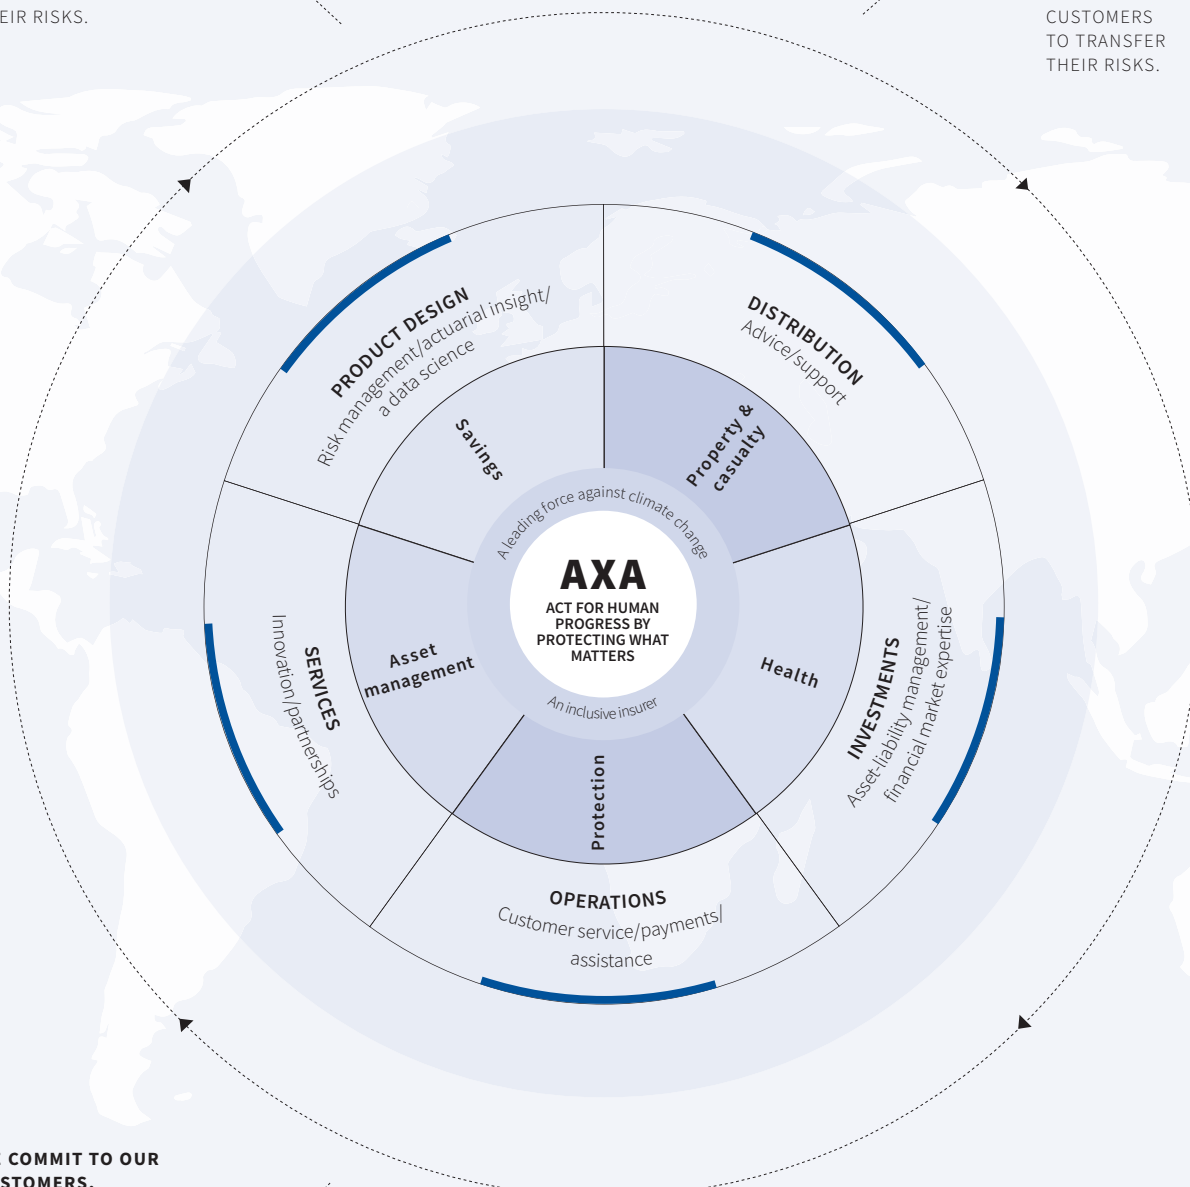 RISKS.
CUSTOMERS
TO TRANSFER
THEIR RISKS.
PRODUCT DESIGN
Risk management/actuarial insight/
a data science
DISTRIBUTION
Advice/support
Savings
Property &
casualty
A leading force against climate change
AXA
ACT FOR HUMAN
PROGRESS BY
PROTECTING WHAT
MATTERS
An inclusive insurer
Asset
management
Health
Protection
SERVICES
Innovation/partnerships
INVESTMENTS
Asset-liability management/
financial market expertise
OPERATIONS
Customer service/payments/
assistance
COMMIT TO OUR